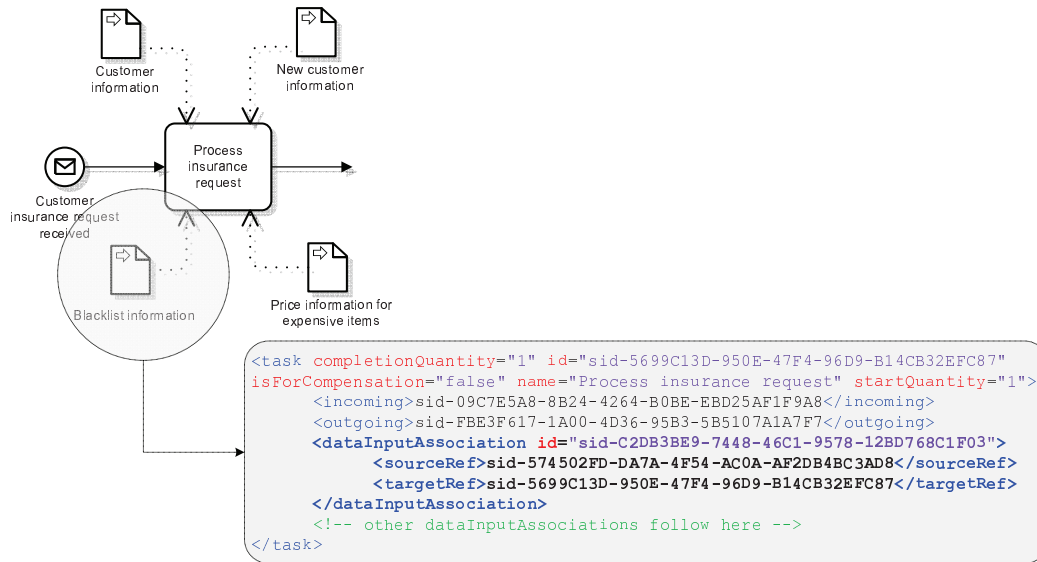 Customer
information
New customer
information
Process
insurance
request
Customer
insurance request
received
Blacklist information
Price information for
expensive items
<task completionQuantity="1" id="sid-5699C13D-950E-47F4-96D9-B14CB32EFC87"
isForCompensation="false" name="Process insurance request" startQuantity="1">
<incoming>sid-09C7E5A8-8B24-4264-B0BE-EBD25AF1F9A8</incoming>
<outgoing>sid-FBE3F617-1A00-4D36-95B3-5B5107A1A7F7</outgoing>
<dataInputAssociation id="sid-C2DB3BE9-7448-46C1-9578-12BD768C1F03">
<sourceRef>sid-574502FD-DA7A-4F54-AC0A-AF2DB4BC3AD8</sourceRef>
<targetRef>sid-5699C13D-950E-47F4-96D9-B14CB32EFC87</targetRef>
</dataInputAssociation>
<!-- other dataInputAssociations follow here -->
</task>